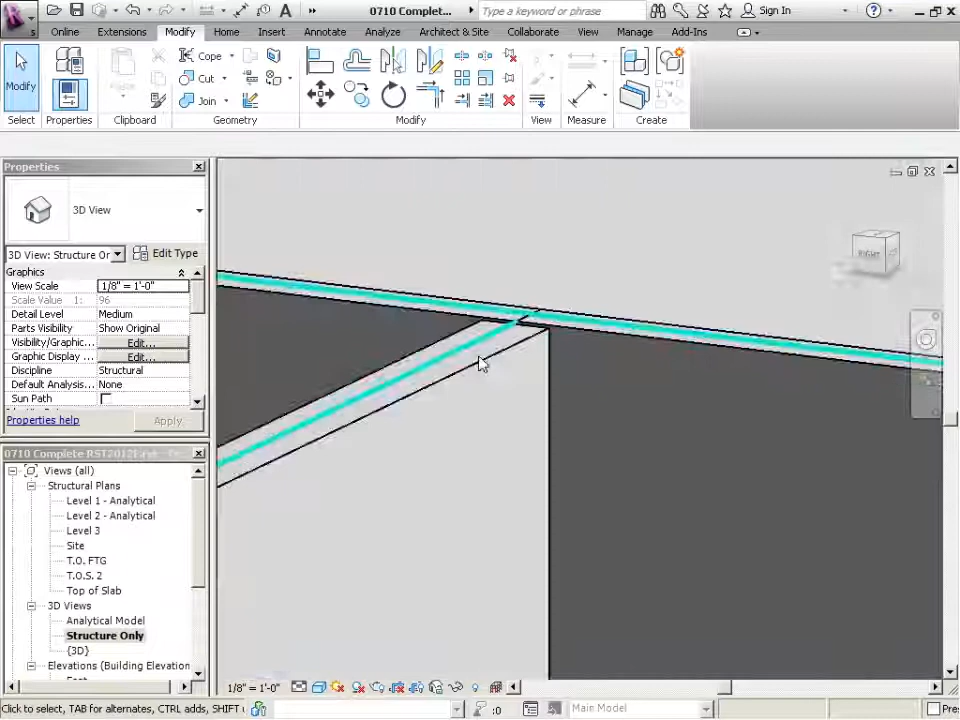 0710 Complet...
Type a keyword or phrase
Sign In
Online Extensions Modify Home Insert Annotate Analyze Architect & Site Collaborate View Manage Add-Ins
Modify
Cope
Cut
Join
Select Properties Clipboard Geometry Modify View Measure Create
Properties
3D View
3D View: Structure Or
Edit Type
Graphics
View Scale 1/8" = 1'-0"
Scale Value 1: 96
Detail Level Medium
Parts Visibility Show Original
Visibility/Graphic... Edit...
Graphic Display ... Edit...
Discipline Structural
Default Analysis... None
Sun Path
Properties help Apply
Views (all)
Structural Plans
Level 1 - Analytical
Level 2 - Analytical
Level 3
Site
T.O. FTG
T.O.S. 2
Top of Slab
3D Views
Analytical Model
Structure Only
{3D}
Elevations (Building Elevation
RIGHT
1/8" = 1'-0"
Click to select, TAB for alternates, CTRL adds, SHIFT
:0
Main Model
Pre